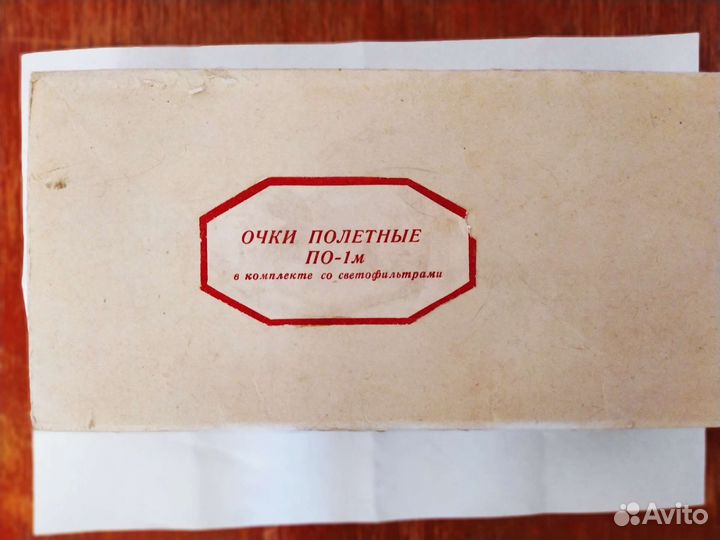 ОЧКИ ПОЛЕТНЫЕ
ПО-1м
в комплекте со светофильтрами
Avito